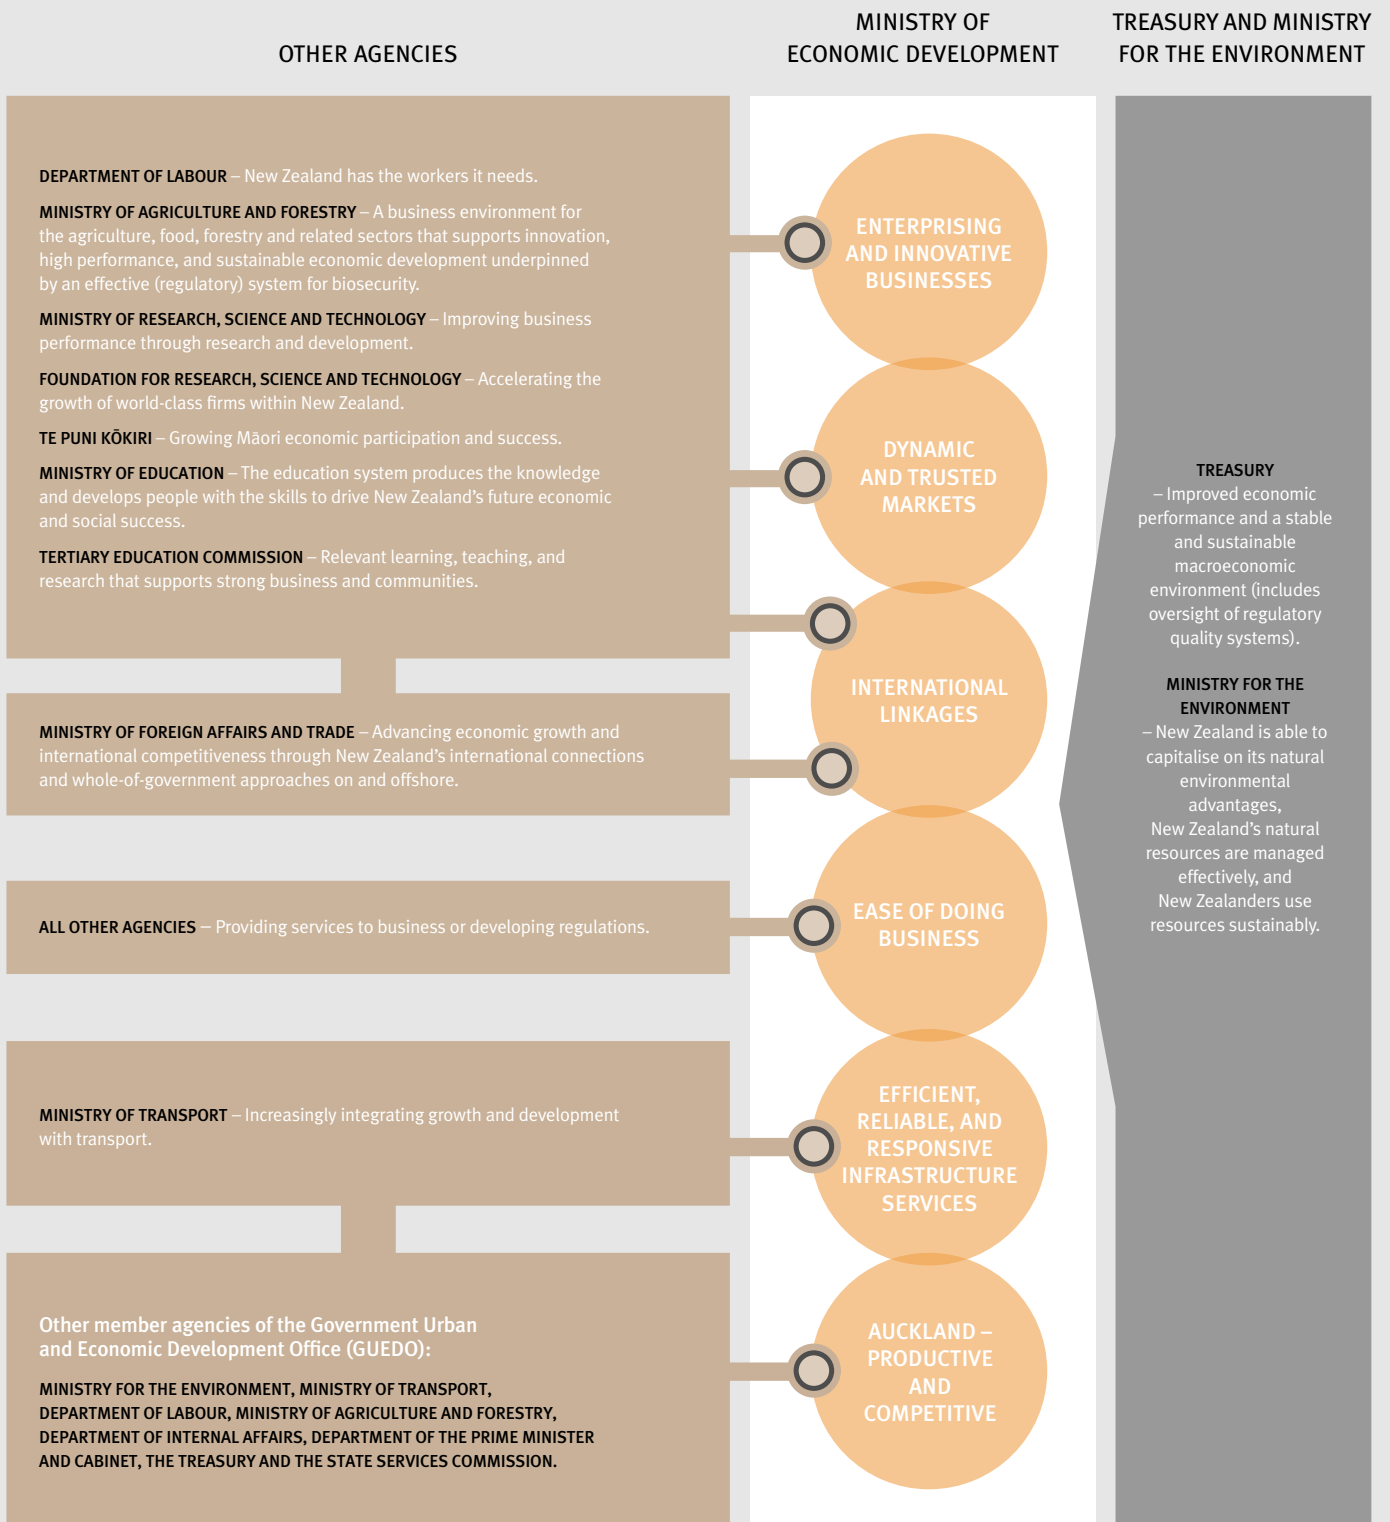 OTHER AGENCIES
MINISTRY OF
ECONOMIC DEVELOPMENT
TREASURY AND MINISTRY
FOR THE ENVIRONMENT
DEPARTMENT OF LABOUR – New Zealand has the workers it needs.
MINISTRY OF AGRICULTURE AND FORESTRY – A business environment for
the agriculture, food, forestry and related sectors that supports innovation,
high performance, and sustainable economic development underpinned
by an effective (regulatory) system for biosecurity.
MINISTRY OF RESEARCH, SCIENCE AND TECHNOLOGY – Improving business
performance through research and development.
FOUNDATION FOR RESEARCH, SCIENCE AND TECHNOLOGY – Accelerating the
growth of world-class firms within New Zealand.
TE PUNI KŌKIRI – Growing Māori economic participation and success.
MINISTRY OF EDUCATION – The education system produces the knowledge
and develops people with the skills to drive New Zealand’s future economic
and social success.
TERTIARY EDUCATION COMMISSION – Relevant learning, teaching, and
research that supports strong business and communities.
MINISTRY OF FOREIGN AFFAIRS AND TRADE – Advancing economic growth and
international competitiveness through New Zealand’s international connections
and whole-of-government approaches on and offshore.
ALL OTHER AGENCIES – Providing services to business or developing regulations.
MINISTRY OF TRANSPORT – Increasingly integrating growth and development
with transport.
Other member agencies of the Government Urban
and Economic Development Office (GUEDO):
MINISTRY FOR THE ENVIRONMENT, MINISTRY OF TRANSPORT,
DEPARTMENT OF LABOUR, MINISTRY OF AGRICULTURE AND FORESTRY,
DEPARTMENT OF INTERNAL AFFAIRS, DEPARTMENT OF THE PRIME MINISTER
AND CABINET, THE TREASURY AND THE STATE SERVICES COMMISSION.
ENTERPRISING
AND INNOVATIVE
BUSINESSES
DYNAMIC
AND TRUSTED
MARKETS
INTERNATIONAL
LINKAGES
EASE OF DOING
BUSINESS
EFFICIENT,
RELIABLE, AND
RESPONSIVE
INFRASTRUCTURE
SERVICES
AUCKLAND –
PRODUCTIVE
AND
COMPETITIVE
TREASURY
– Improved economic
performance and a stable
and sustainable
macroeconomic
environment (includes
oversight of regulatory
quality systems).
MINISTRY FOR THE
ENVIRONMENT
– New Zealand is able to
capitalise on its natural
environmental
advantages,
New Zealand’s natural
resources are managed
effectively, and
New Zealanders use
resources sustainably.